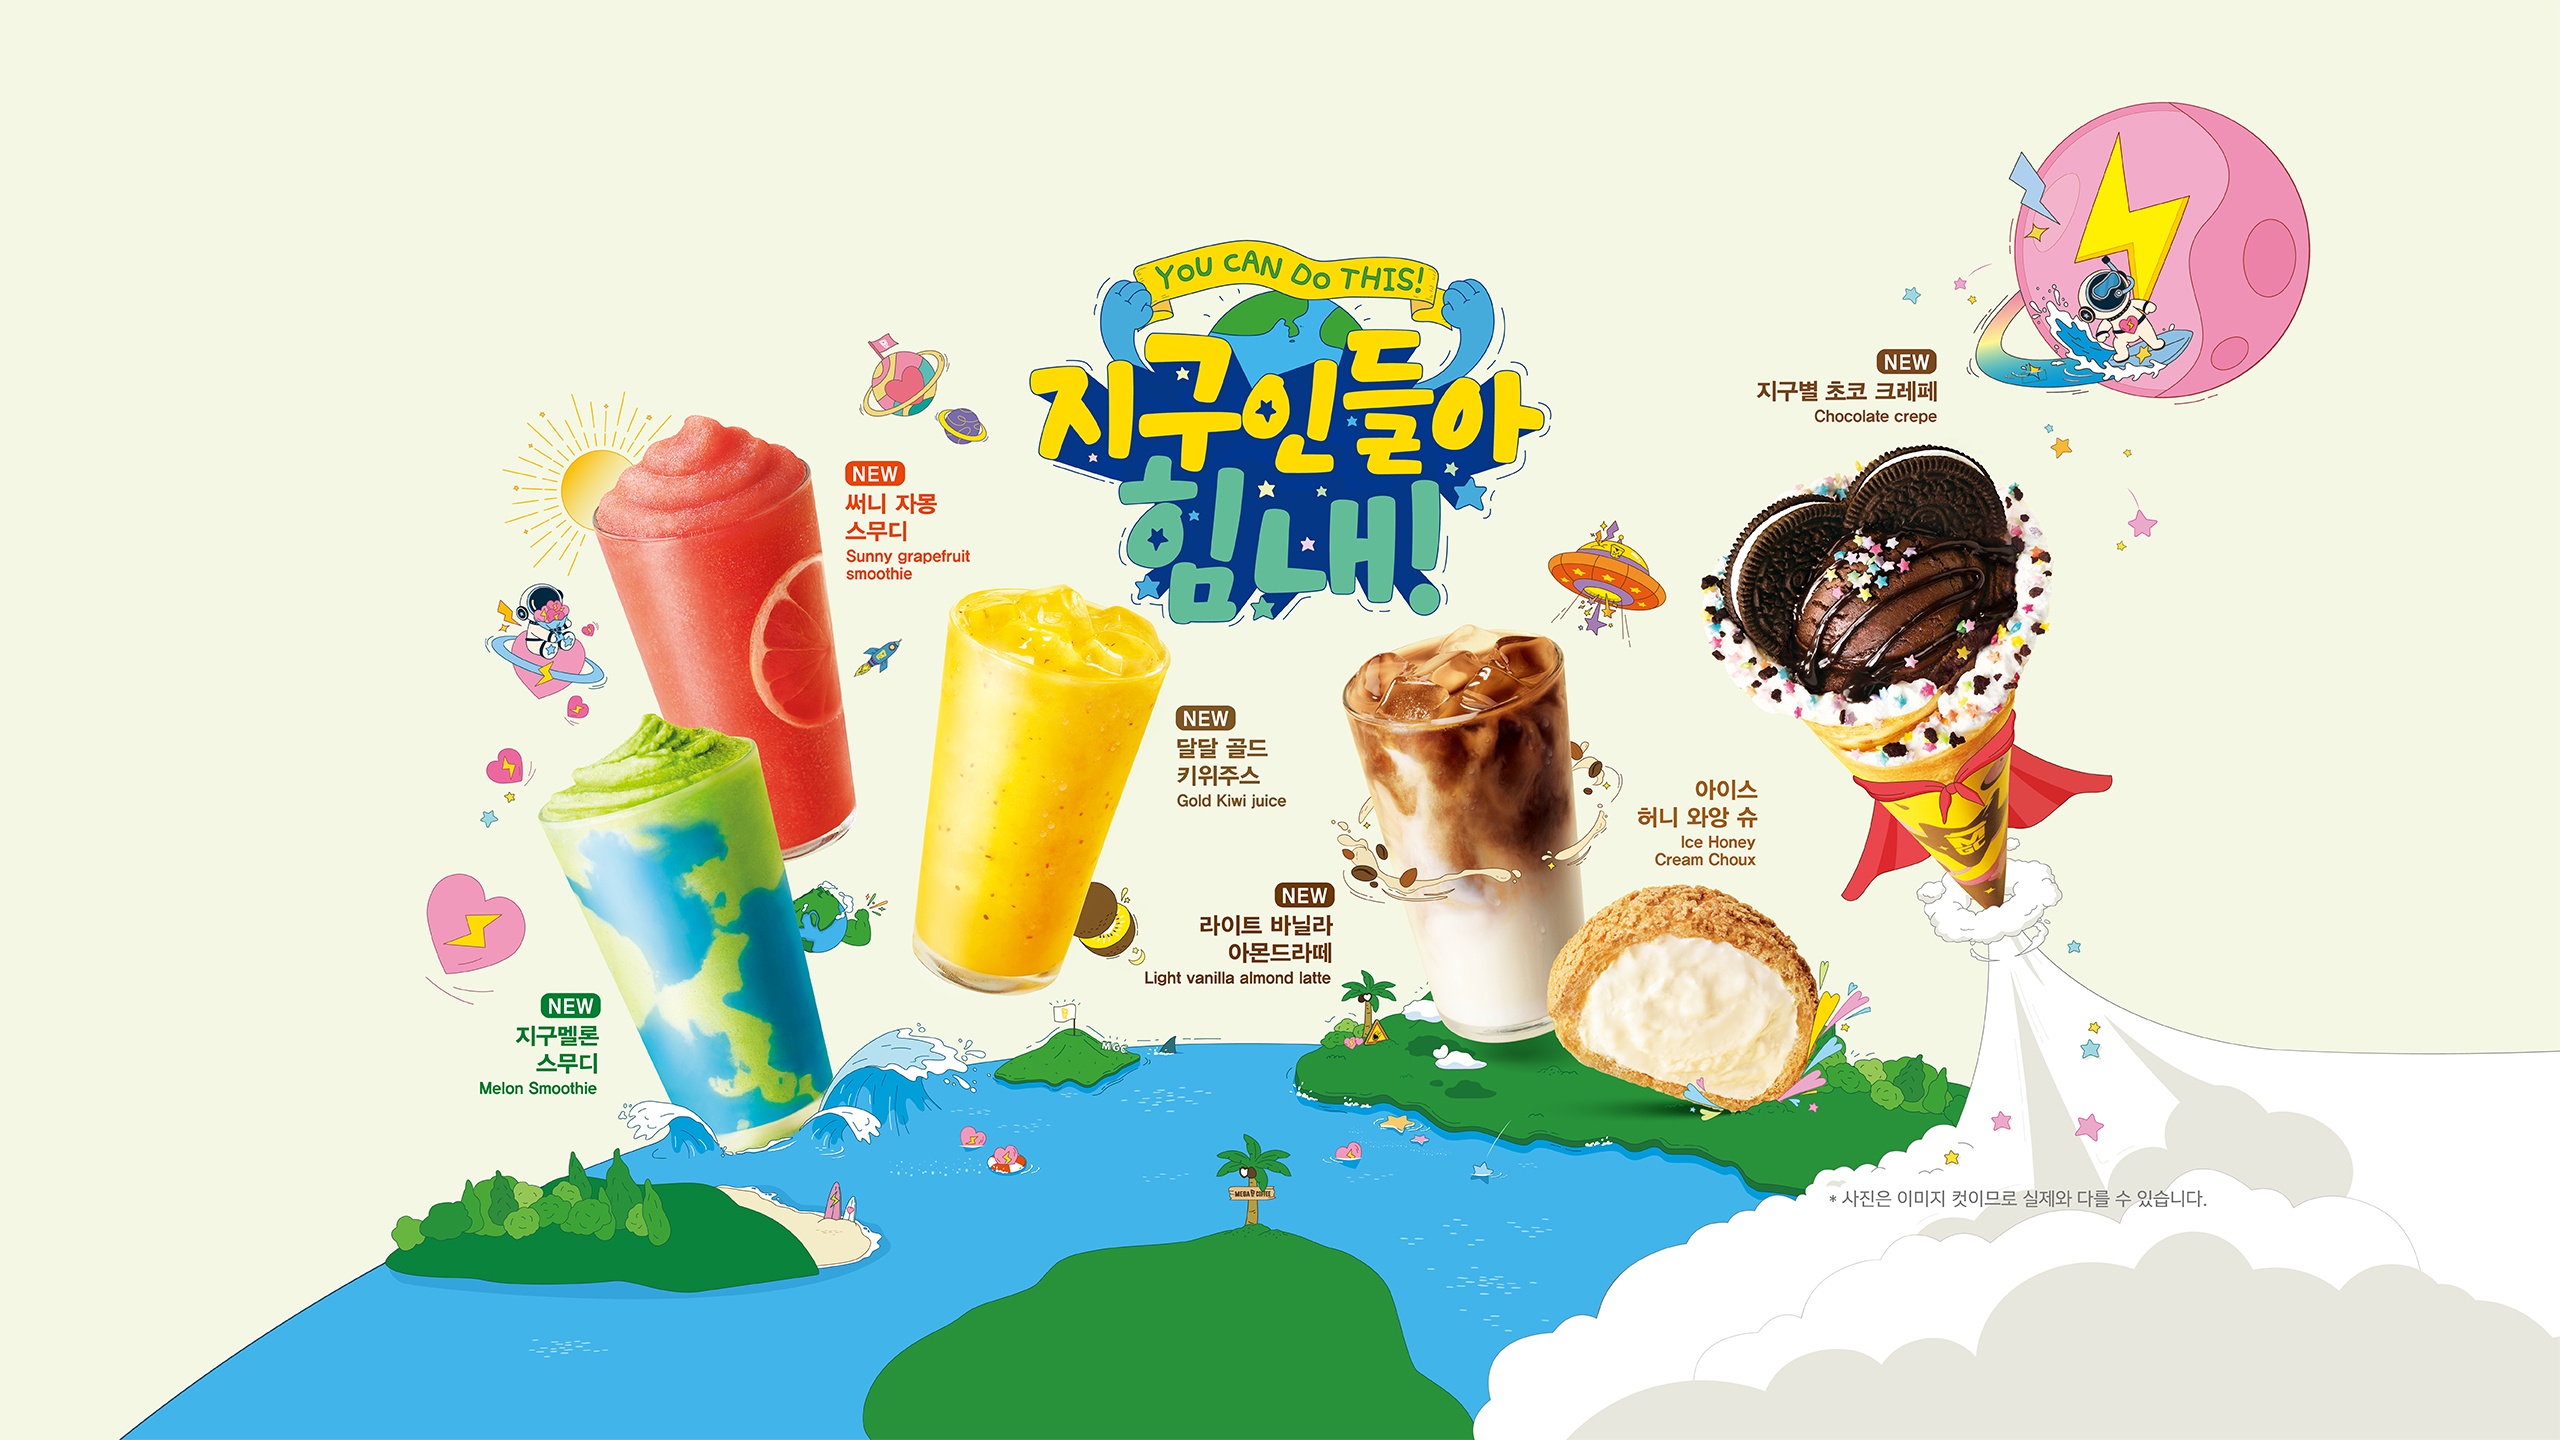 YOU CAN DO THIS!
지구인들아
힘내!
NEW
써니 자몽
스무디
Sunny grapefruit
smoothie
NEW
지구별 초코 크레페
Chocolate crepe
NEW
달달 골드
키위주스
Gold Kiwi juice
아이스
허니 와앙 슈
Ice Honey
Cream Choux
NEW
라이트 바닐라
아몬드라떼
Light vanilla almond latte
NEW
지구멜론
스무디
Melon Smoothie
MGC
MGC
MEGA COFFEE
* 사진은 이미지 컷이므로 실제와 다를 수 있습니다.